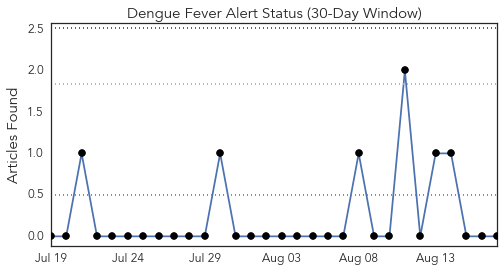 Dengue Fever Alert Status (30-Day Window)
Articles Found
2.5
2.0
1.5
1.0
0.5
0.0
Jul 19 Jul 24 Jul 29 Aug 03 Aug 08 Aug 13